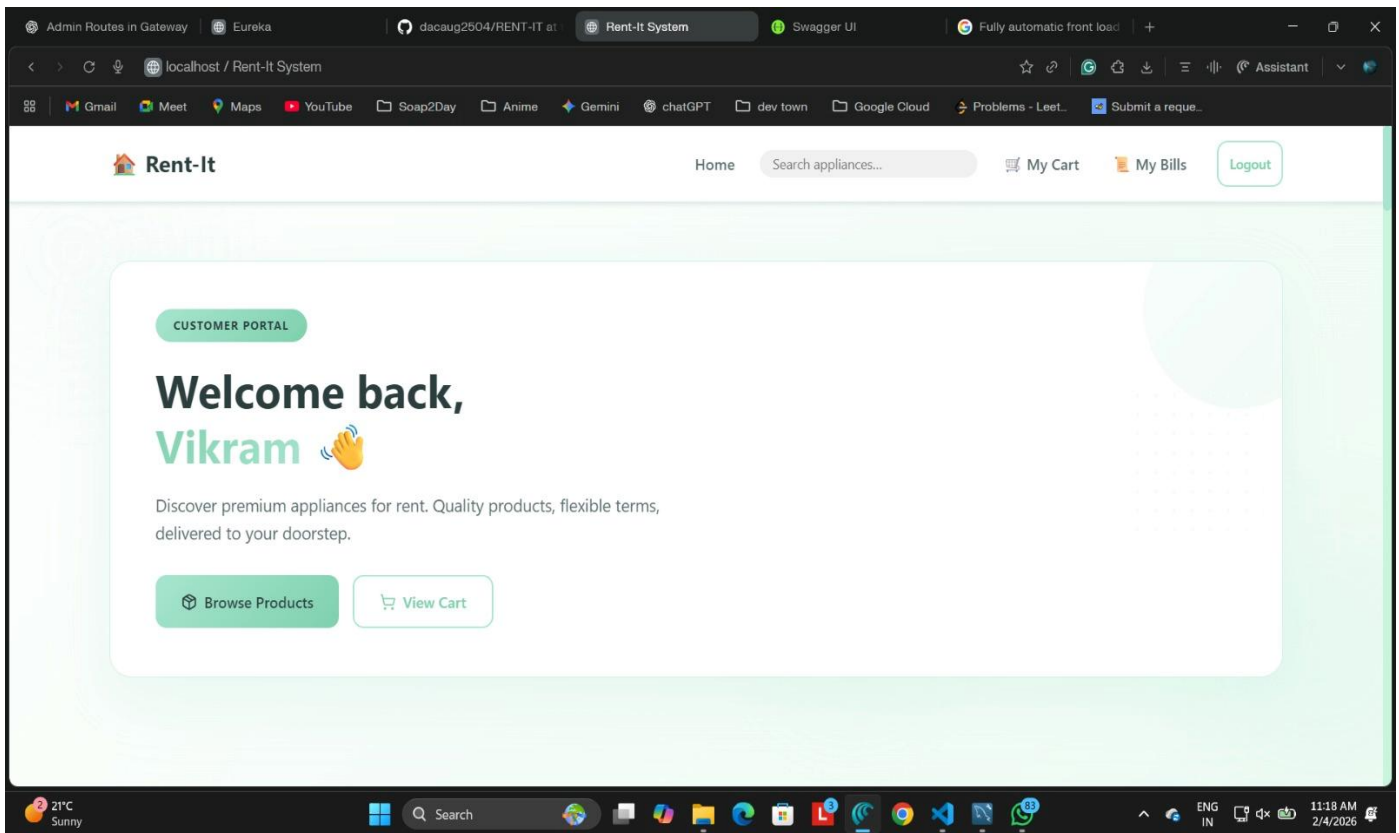 Admin Routes in Gateway
Eureka
dacaug2504/RENT-IT at
Rent-It System
Swagger UI
Fully automatic front load
localhost / Rent-It System
Assistant
Gmail
Meet
Maps
YouTube
Soap2Day
Anime
Gemini
chatGPT
dev town
Google Cloud
Problems - Leet...
Submit a reque...
Rent-It
Home
Search appliances...
My Cart
My Bills
Logout
CUSTOMER PORTAL
Welcome back,
Vikram
Discover premium appliances for rent. Quality products, flexible terms,
delivered to your doorstep.
Browse Products
View Cart
2
21°C
Sunny
Search
L
3
83
ENG
IN
11:18 AM
2/4/2026